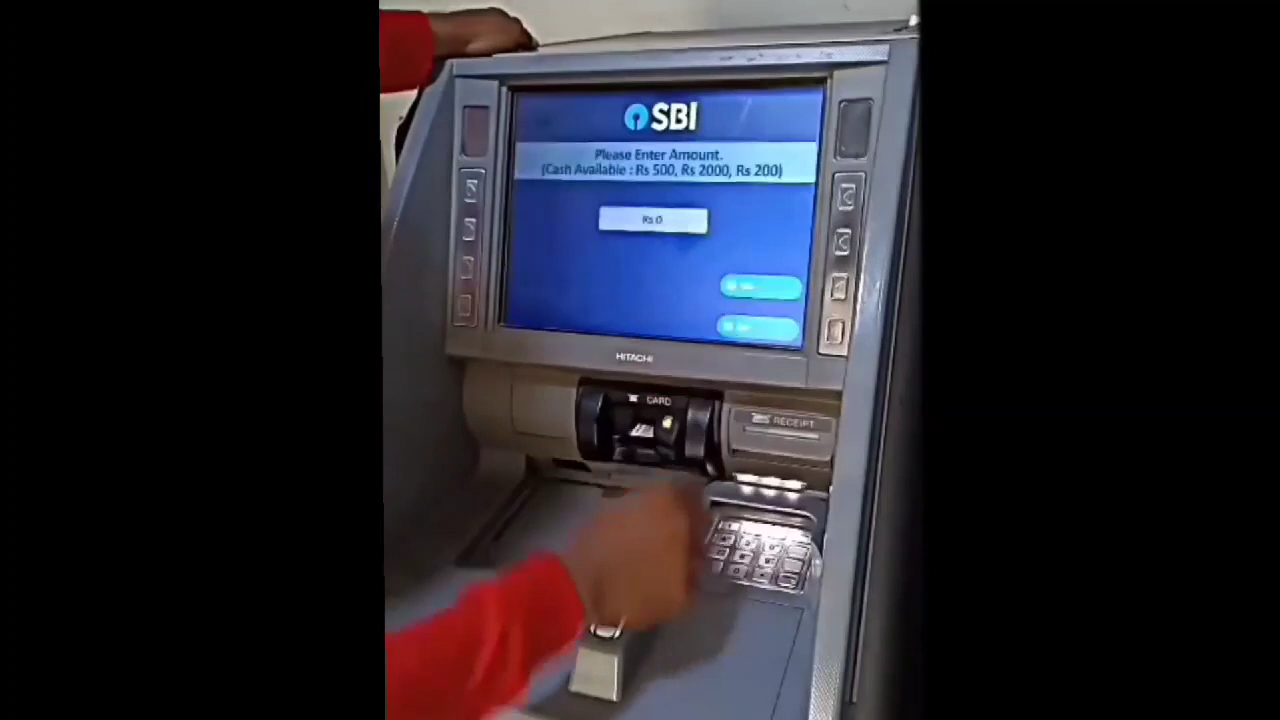 SBI
Please Enter Amount.
(Cash Available : Rs 500, Rs 2000, Rs 200)
Rs 0
HITACHI
CARD
RECEIPT